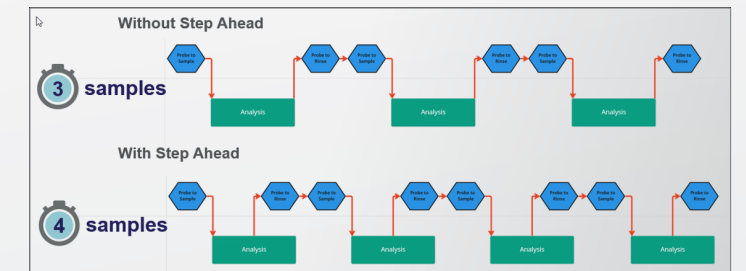 Without Step Ahead
Probe to
Sample
Probe to
Rinse
Probe to
Sample
Probe to
Rinse
Probe to
Sample
Probe to
Rinse
3 samples
Analysis
Analysis
Analysis
With Step Ahead
Probe to
Sample
Probe to
Rinse
Probe to
Sample
Probe to
Rinse
Probe to
Sample
Probe to
Rinse
Probe to
Sample
Probe to
Rinse
4 samples
Analysis
Analysis
Analysis
Analysis